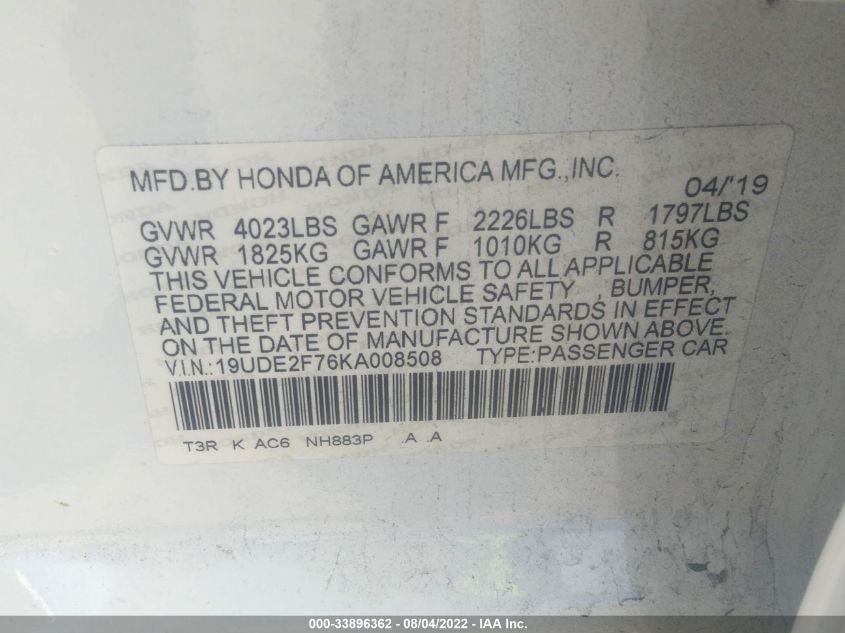 MFD.BY HONDA OF AMERICA MFG.,INC. 04/'19
GVWR 4023LBS GAWR F 2226LBS R 1797LBS
GVWR 1825KG GAWR F 1010KG R 815KG
THIS VEHICLE CONFORMS TO ALL APPLICABLE
FEDERAL MOTOR VEHICLE SAFETY , BUMPER,
AND THEFT PREVENTION STANDARDS IN EFFECT
ON THE DATE OF MANUFACTURE SHOWN ABOVE.
V.I.N.:19UDE2F76KA008508 TYPE:PASSENGER CAR
T3R K AC6 NH883P .A .A
000-33896362 - 08/04/2022 - IAA Inc.